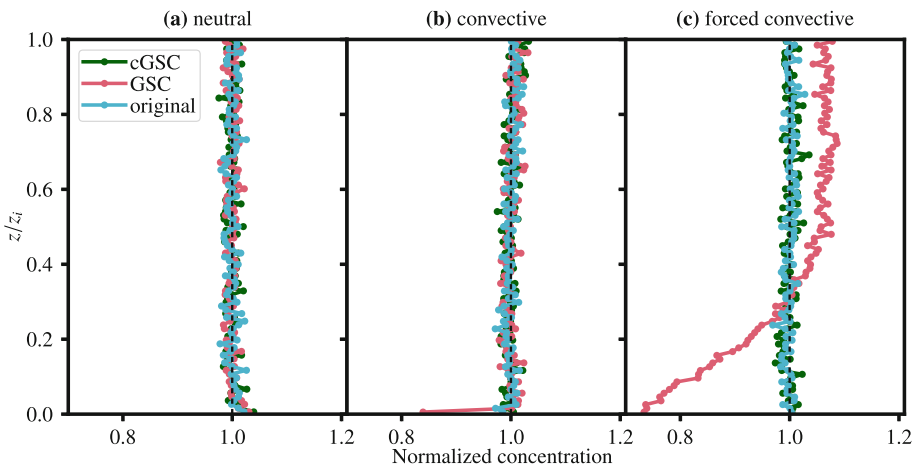 (a) neutral
(b) convective
(c) forced convective
1.0
0.8
0.6
0.4
0.2
0.0
z/zᵢ
cGSC
GSC
original
0.8 1.0 1.2
0.8 1.0 1.2
0.8 1.0 1.2
Normalized concentration